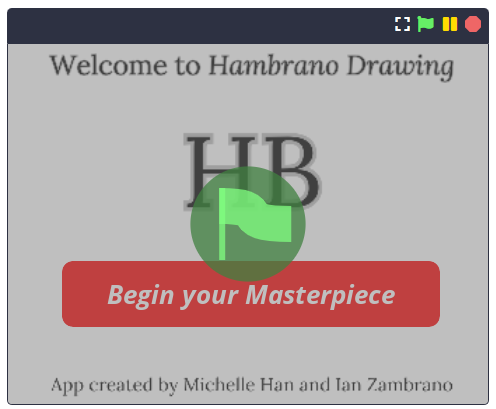 Welcome to Hambrano Drawing
HB
Begin your Masterpiece
App created by Michelle Han and Ian Zambrano